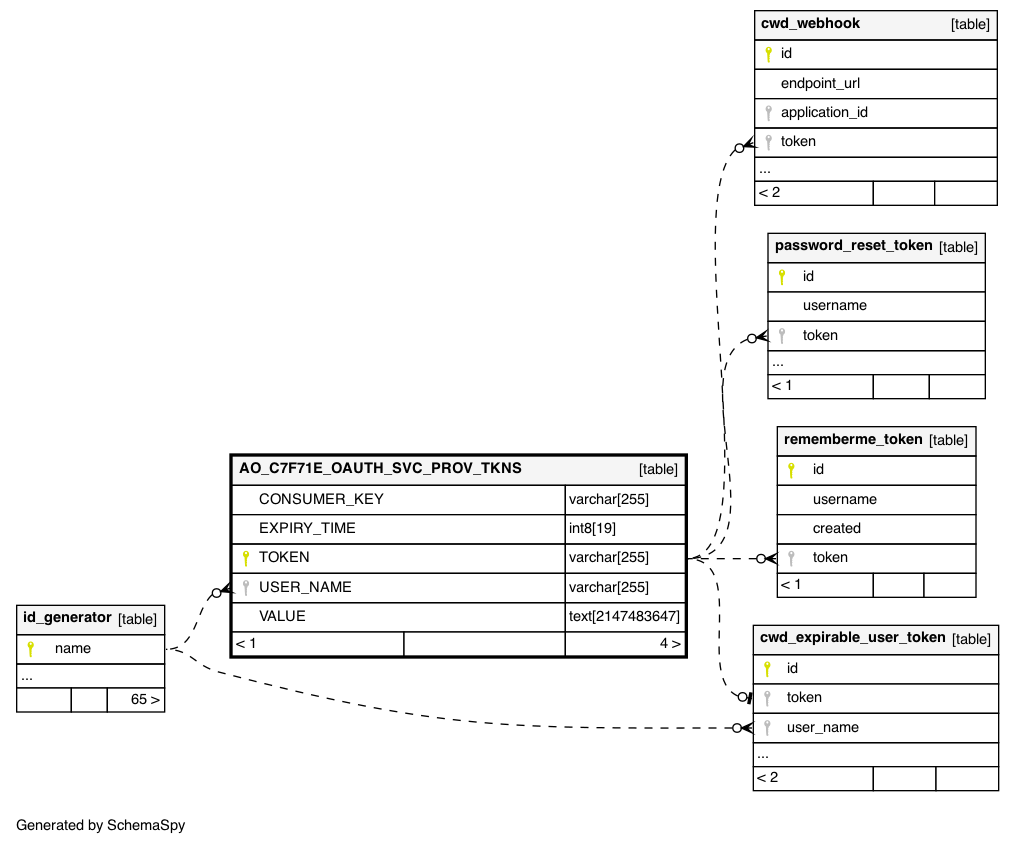 cwd_webhook [table]
id
endpoint_url
application_id
token
...
< 2
password_reset_token [table]
id
username
token
...
< 1
rememberme_token [table]
id
username
created
token
< 1
AO_C7F71E_OAUTH_SVC_PROV_TKNS [table]
CONSUMER_KEY varchar[255]
EXPIRY_TIME int8[19]
TOKEN varchar[255]
USER_NAME varchar[255]
VALUE text[2147483647]
< 1 4 >
id_generator [table]
name
...
65 >
cwd_expirable_user_token [table]
id
token
user_name
...
< 2
Generated by SchemaSpy